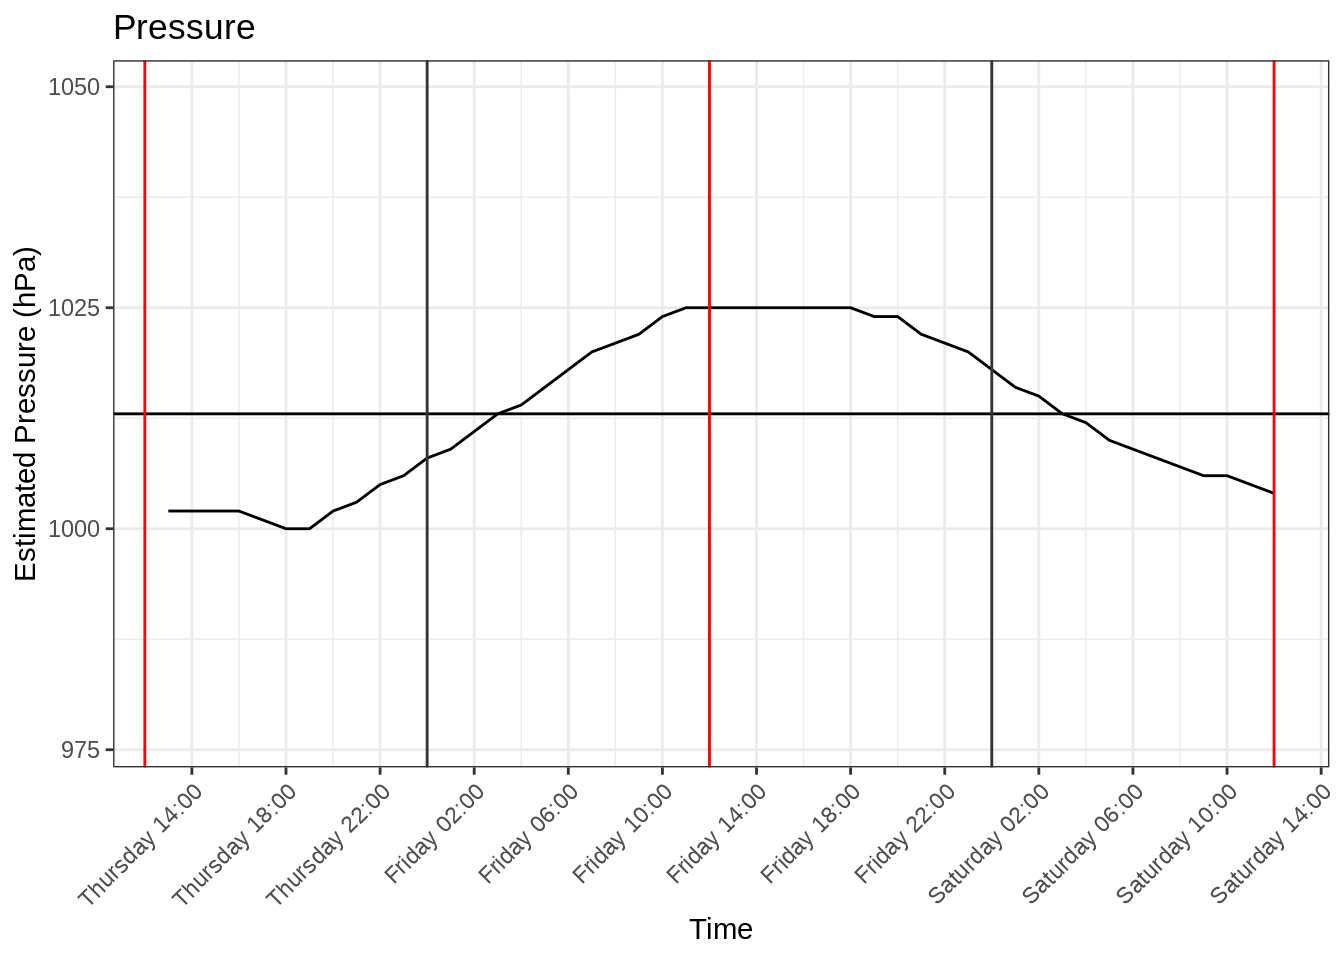 Pressure
Estimated Pressure (hPa)
1050
1025
1000
975
Thursday 14:00
Thursday 18:00
Thursday 22:00
Friday 02:00
Friday 06:00
Friday 10:00
Friday 14:00
Friday 18:00
Friday 22:00
Saturday 02:00
Saturday 06:00
Saturday 10:00
Saturday 14:00
Time